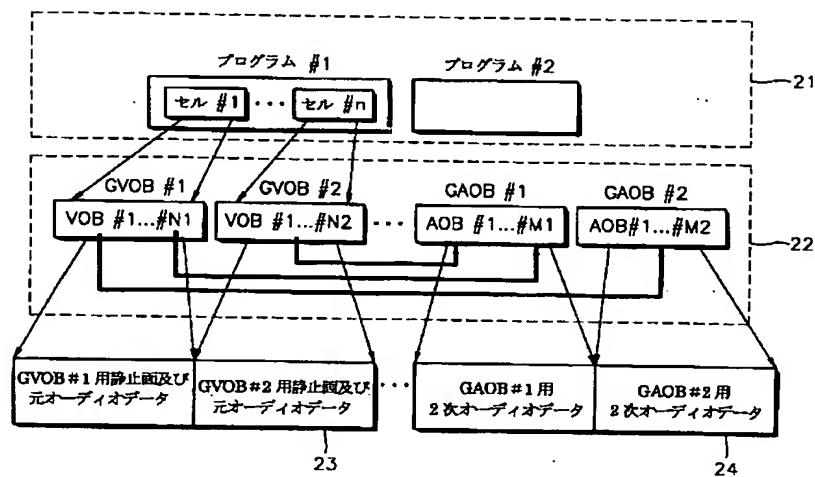 プログラム #1
プログラム #2
セル #1 ・・・ セル #n
21
GVOB #1
GVOB #2
GAOB #1
GAOB #2
VOB #1...#N1
VOB #1...#N2
・・・
AOB #1...#M1
AOB#1...#M2
22
GVOB#1用静止画及び
元オーディオデータ
GVOB#2用静止画及び
元オーディオデータ
・・・
GAOB#1用
2次オーディオデータ
GAOB#2用
2次オーディオデータ
23
24